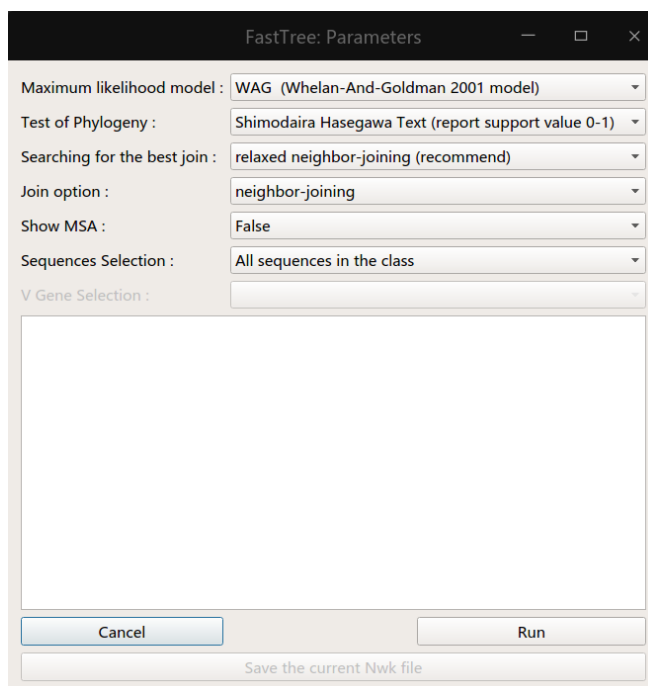 FastTree: Parameters
Maximum likelihood model : WAG (Whelan-And-Goldman 2001 model)
Test of Phylogeny : Shimodaira Hasegawa Text (report support value 0-1)
Searching for the best join : relaxed neighbor-joining (recommend)
Join option : neighbor-joining
Show MSA : False
Sequences Selection : All sequences in the class
V Gene Selection :
Cancel Run
Save the current Nwk file